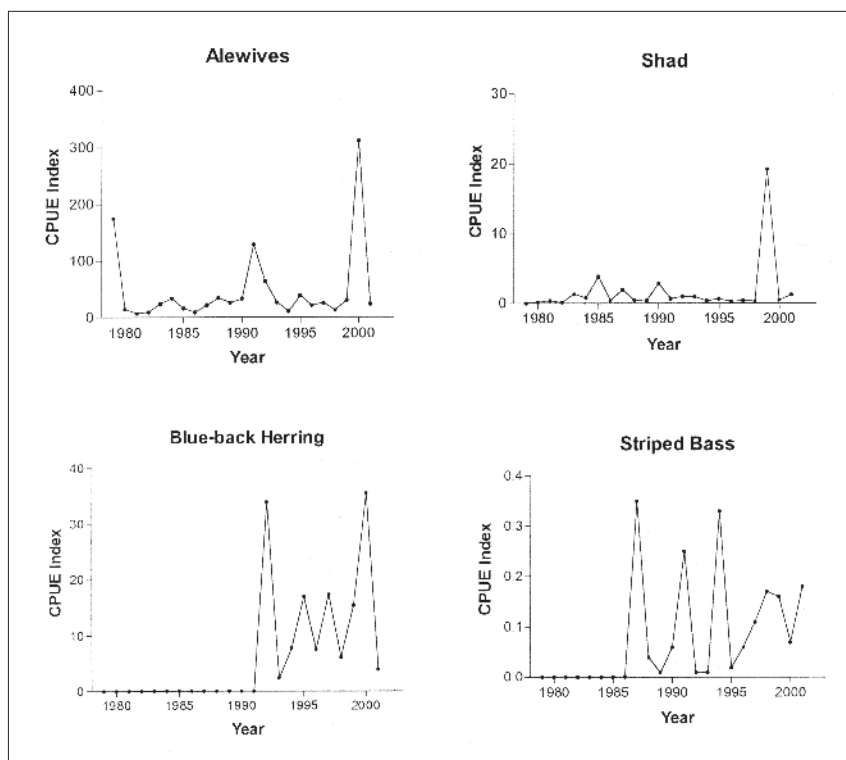 Alewives
400
300
200
100
0
CPUE Index
1980 1985 1990 1995 2000
Year
Shad
30
20
10
0
CPUE Index
1980 1985 1990 1995 2000
Year
Blue-back Herring
40
30
20
10
0
CPUE Index
1980 1985 1990 1995 2000
Year
Striped Bass
0.4
0.3
0.2
0.1
0.0
CPUE Index
1980 1985 1990 1995 2000
Year